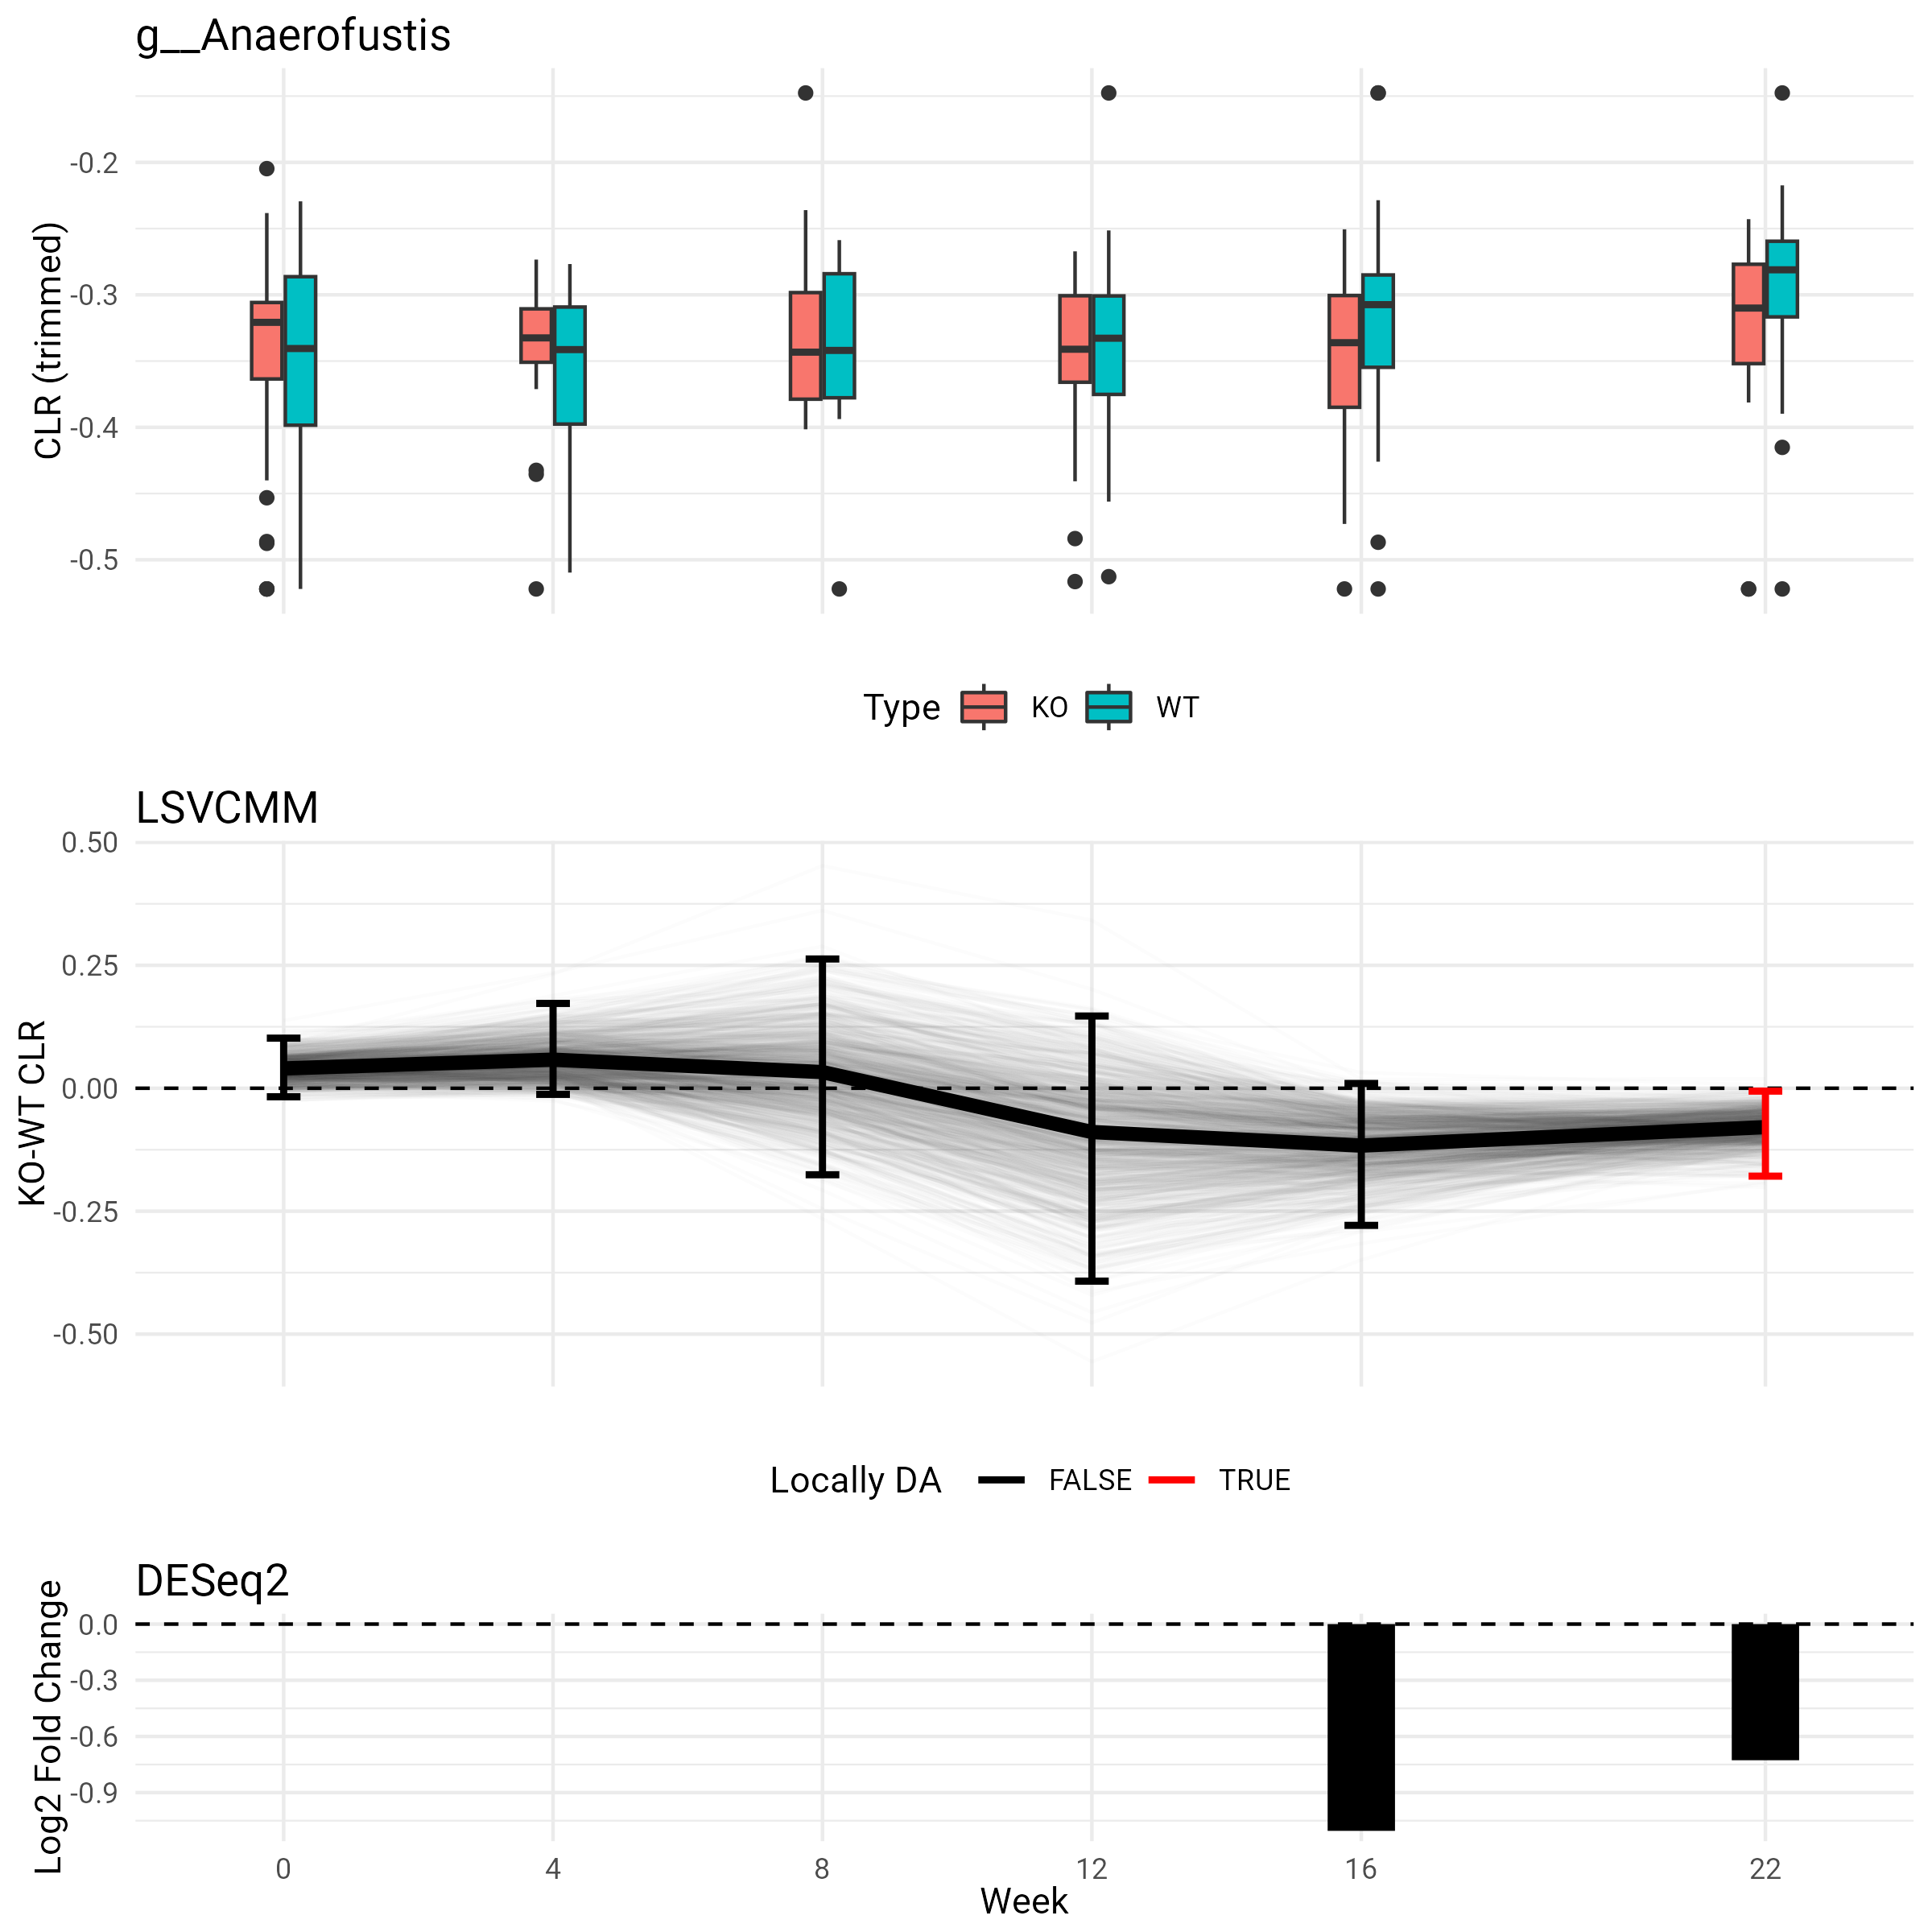 g__Anaerofustis
CLR (trimmed)
-0.2
-0.3
-0.4
-0.5
Type KO WT
LSVCMM
KO-WT CLR
0.50
0.25
0.00
-0.25
-0.50
Locally DA FALSE TRUE
DESeq2
Log2 Fold Change
0.0
-0.3
-0.6
-0.9
0 4 8 12 16 22
Week